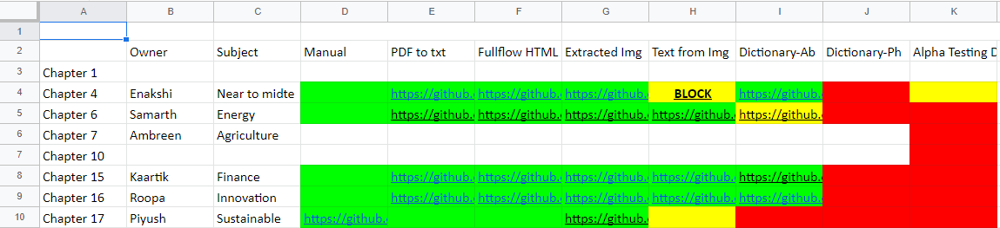 A B C D E F G H I J K
1
2 Owner Subject Manual PDF to txt Fullflow HTML Extracted Img Text from Img Dictionary-Ab Dictionary-Ph Alpha Testing D
3 Chapter 1
4 Chapter 4 Enakshi Near to midte https://github. https://github. https://github. BLOCK https://github.
5 Chapter 6 Samarth Energy https://github. https://github. https://github. https://github. https://github.
6 Chapter 7 Ambreen Agriculture
7 Chapter 10
8 Chapter 15 Kaartik Finance https://github. https://github. https://github. https://github. https://github.
9 Chapter 16 Roopa Innovation https://github. https://github. https://github. https://github. https://github.
10 Chapter 17 Piyush Sustainable https://github. https://github.